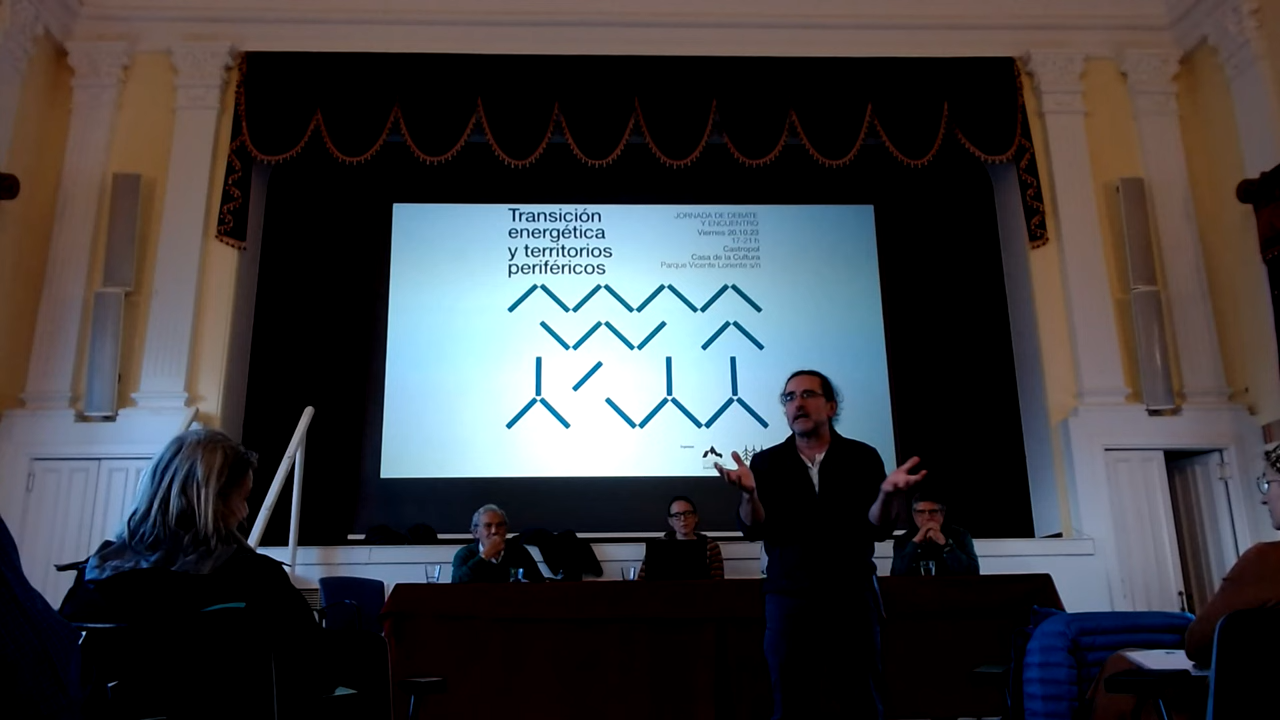 Transición
energética
y territorios
periféricos
JORNADA DE DEBATE
Y ENCUENTRO
Viernes 20.10.23
17-21 h
Castropol
Casa de la Cultura
Parque Vicente Loriente s/n